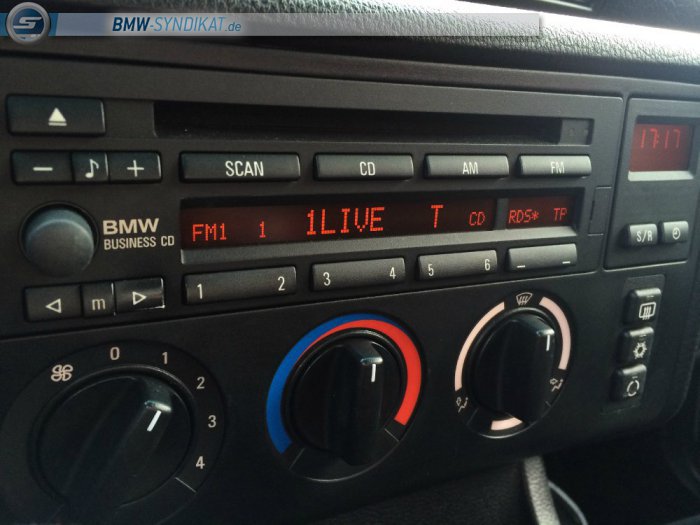 BMW-SYNDIKAT.de
17:17
SCAN CD AM FM
BMW
BUSINESS CD
FM1 1 1LIVE T CD RDS* TP
S/R
1 2 3 4 5 6
m
0 1 2 3 4